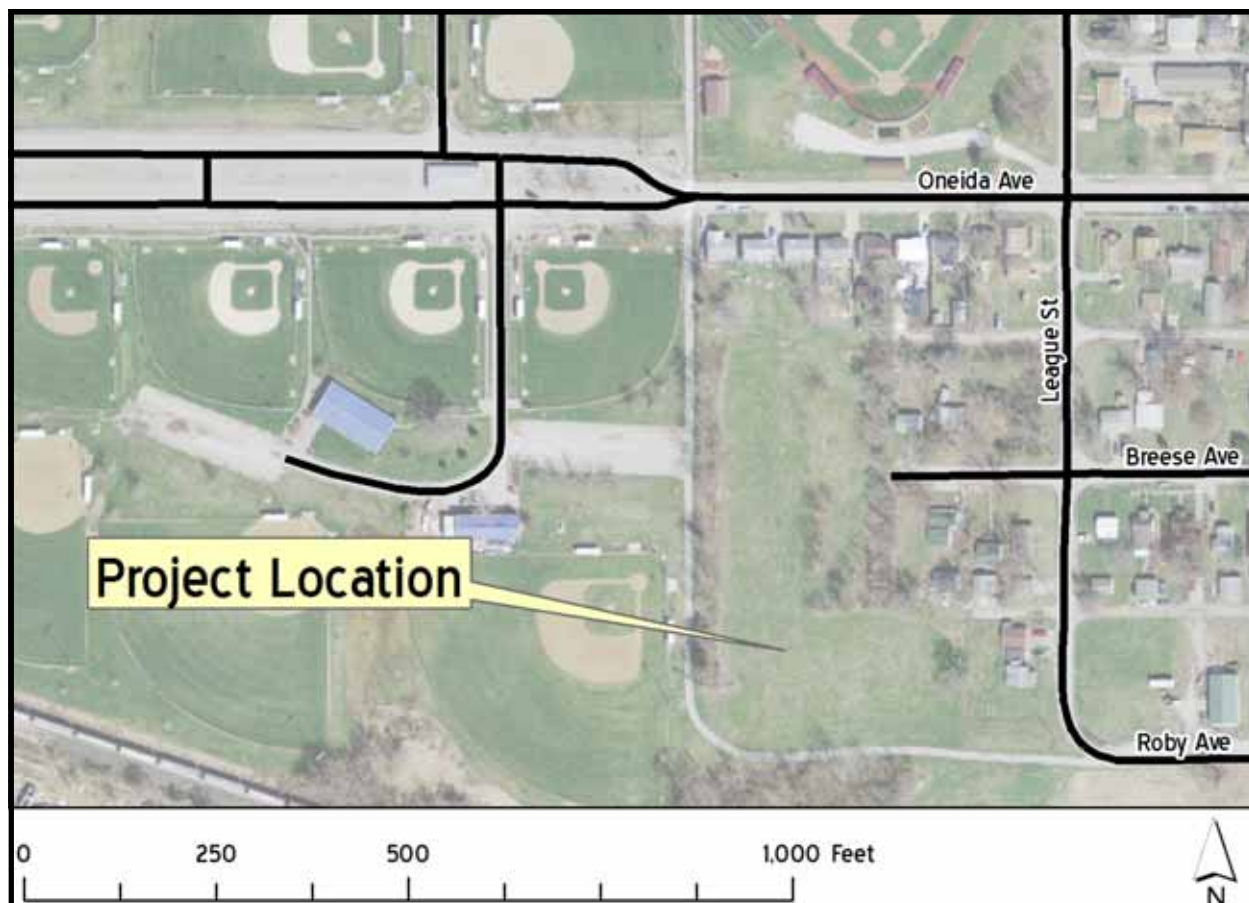 Oneida Ave
League St
Breese Ave
Project Location
Roby Ave
0 250 500 1,000 Feet
N